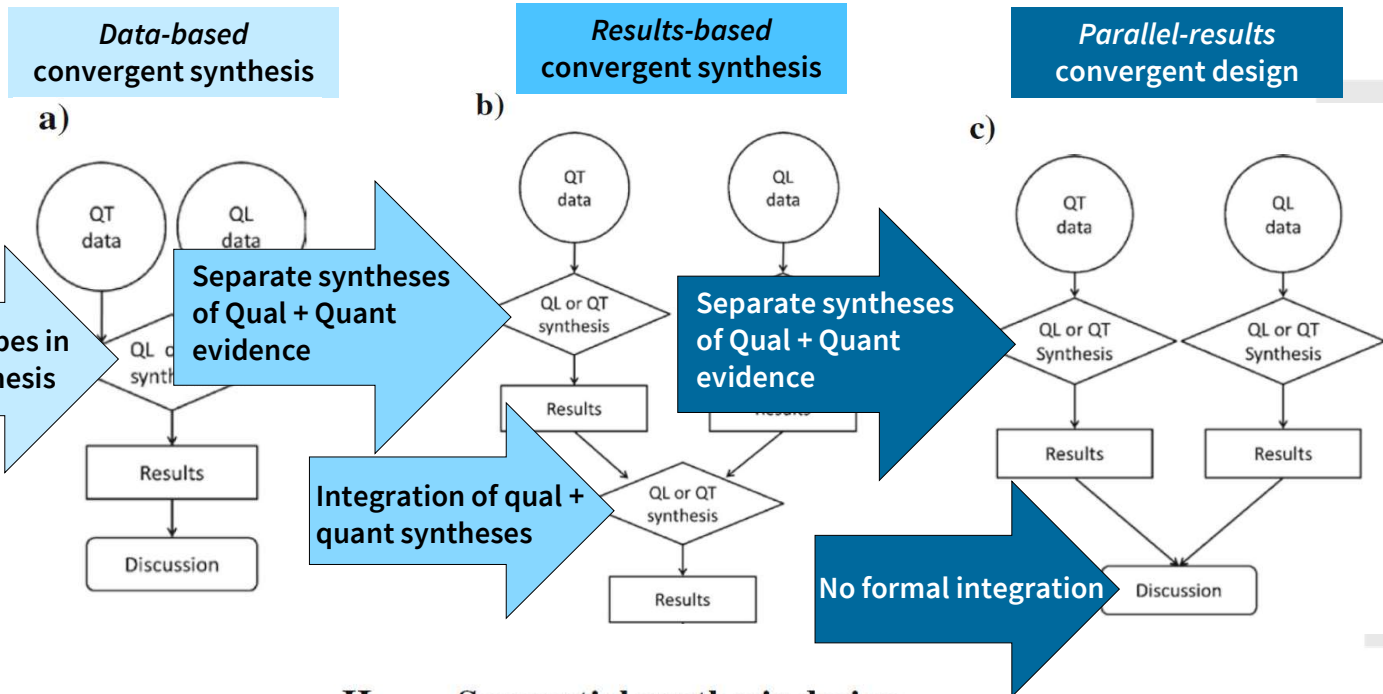 Data-based
convergent synthesis
Results-based
convergent synthesis
Parallel-results
convergent design
a)
QT
data
QL
data
QL
Results
Discussion
b)
QT
data
QL
data
QL or QT
synthesis
Results
QL or QT
synthesis
Results
c)
QT
data
QL
data
QL or QT
Synthesis
QL or QT
Synthesis
Results
Results
Discussion
in
Separate syntheses
of Qual + Quant
evidence
Integration of qual +
quant syntheses
Separate syntheses
of Qual + Quant
evidence
No formal integration